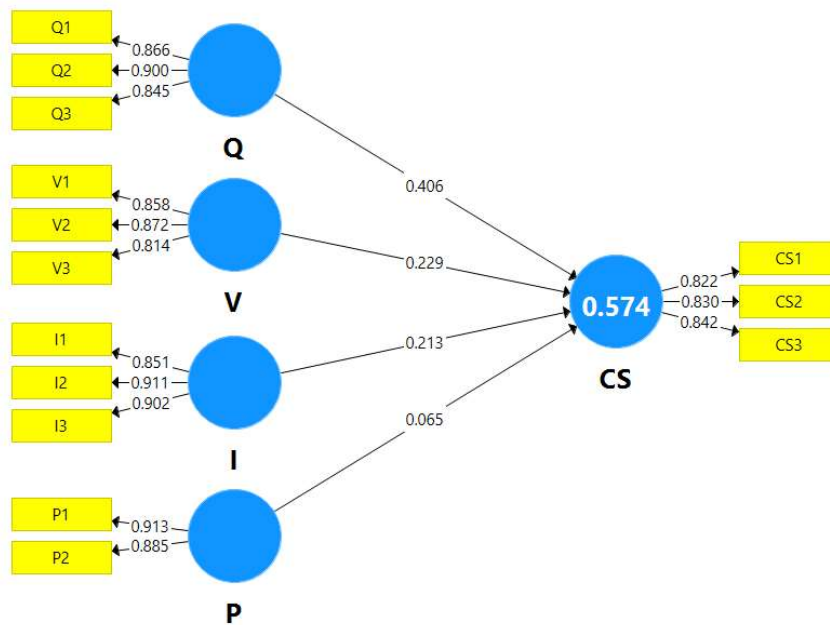 Q1
0.866
Q2
0.900
Q3
0.845
Q
V1
0.858
V2
0.872
V3
0.814
V
I1
0.851
I2
0.911
I3
0.902
I
P1
0.913
P2
0.885
P
0.406
0.229
0.213
0.065
0.574
CS
0.822
CS1
0.830
CS2
0.842
CS3